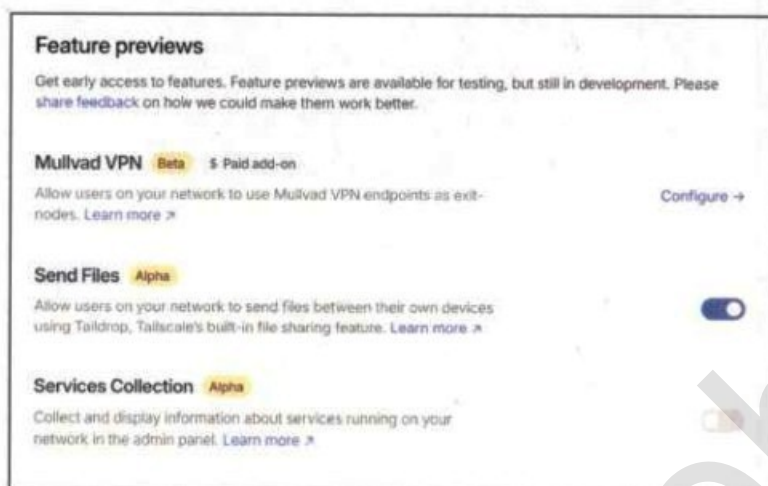 Feature previews
Get early access to features. Feature previews are available for testing, but still in development. Please
share feedback on how we could make them work better.
Mullvad VPN Beta $ Paid add-on
Allow users on your network to use Mullvad VPN endpoints as exit-
nodes. Learn more ↗
Configure →
Send Files Alpha
Allow users on your network to send files between their own devices
using Taildrop, Tailscale's built-in file sharing feature. Learn more ↗
Services Collection Alpha
Collect and display information about services running on your
network in the admin panel. Learn more ↗